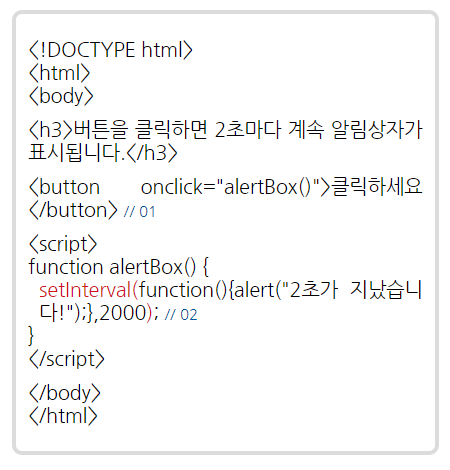 <!DOCTYPE html>
<html>
<body>
<h3>버튼을 클릭하면 2초마다 계속 알림상자가
표시됩니다.</h3>
<button onclick="alertBox()">클릭하세요
</button> // 01
<script>
function alertBox() {
setInterval(function(){alert("2초가 지났습니
다!");},2000); // 02
}
</script>
</body>
</html>